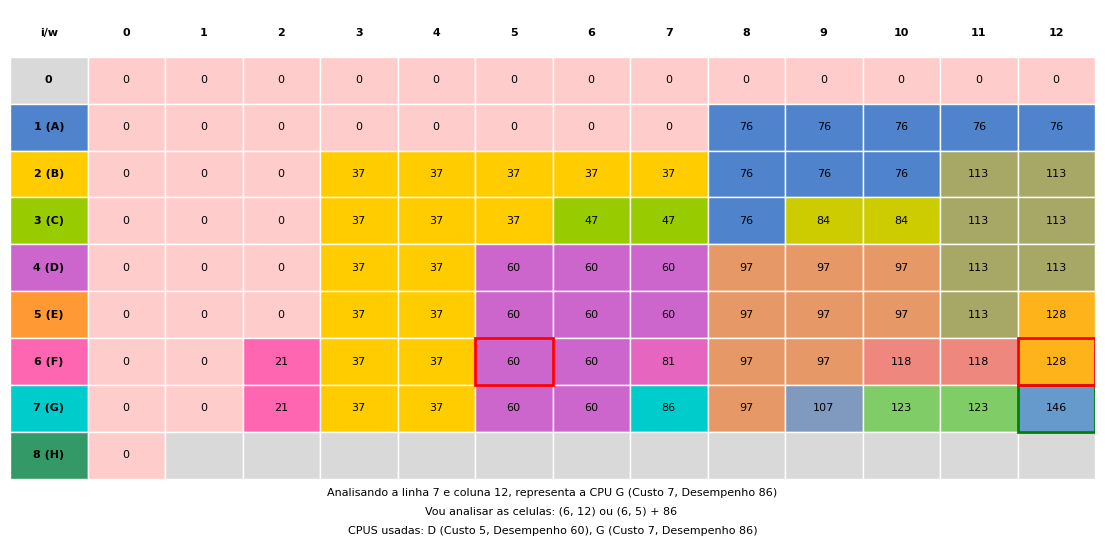 i/w 0 1 2 3 4 5 6 7 8 9 10 11 12
0 0 0 0 0 0 0 0 0 0 0 0 0 0
1 (A) 0 0 0 0 0 0 0 0 76 76 76 76 76
2 (B) 0 0 0 37 37 37 37 37 76 76 76 113 113
3 (C) 0 0 0 37 37 37 47 47 76 84 84 113 113
4 (D) 0 0 0 37 37 60 60 60 97 97 97 113 113
5 (E) 0 0 0 37 37 60 60 60 97 97 97 113 128
6 (F) 0 0 21 37 37 60 60 81 97 97 118 118 128
7 (G) 0 0 21 37 37 60 60 86 97 107 123 123 146
8 (H) 0
Analisando a linha 7 e coluna 12, representa a CPU G (Custo 7, Desempenho 86)
Vou analisar as celulas: (6, 12) ou (6, 5) + 86
CPUS usadas: D (Custo 5, Desempenho 60), G (Custo 7, Desempenho 86)